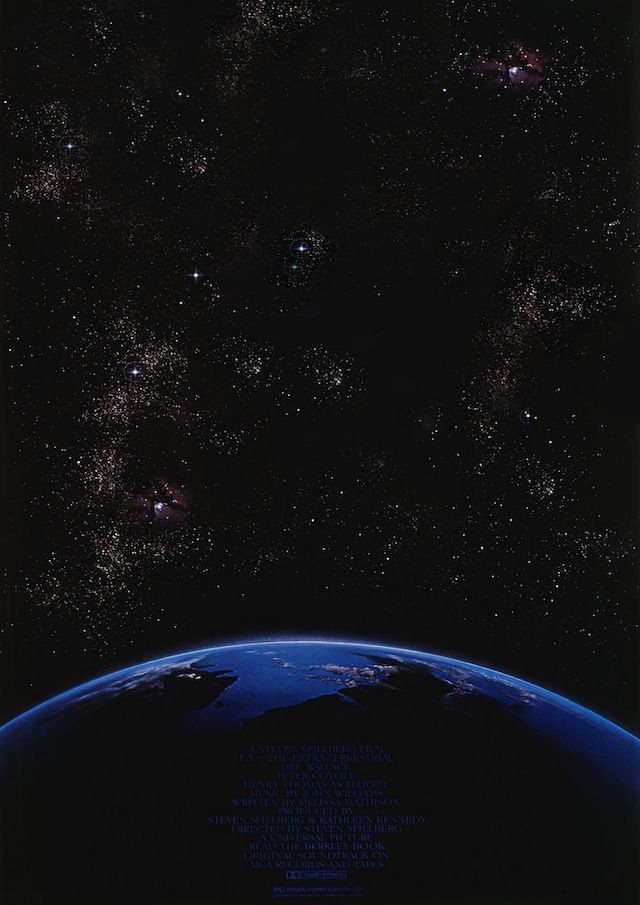 A STEVEN SPIELBERG FILM
E.T. THE EXTRA-TERRESTRIAL
DEE WALLACE
PETER COYOTE
HENRY THOMAS AS ELLIOTT
MUSIC BY JOHN WILLIAMS
WRITTEN BY MELISSA MATHISON
PRODUCED BY
STEVEN SPIELBERG & KATHLEEN KENNEDY
DIRECTED BY STEVEN SPIELBERG
A UNIVERSAL PICTURE
READ THE BERKLEY BOOK
ORIGINAL SOUNDTRACK ON
MCA RECORDS AND TAPES
DOLBY STEREO
PG